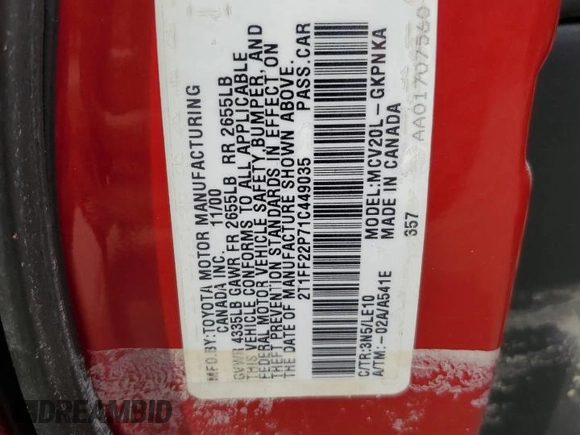 MFD.BY:TOYOTA MOTOR MANUFACTURING
CANADA INC. 11/00
GVWR 4335LB GAWR FR 2655LB RR 2655LB
THIS VEHICLE CONFORMS TO ALL APPLICABLE
FEDERAL MOTOR VEHICLE SAFETY, BUMPER, AND
THEFT PREVENTION STANDARDS IN EFFECT ON
THE DATE OF MANUFACTURE SHOWN ABOVE.
2T1FF22P71C449035 PASS.CAR
C/TR:3N5/LE10 MODEL:MCV20L-GKPNKA
A/TM:-02A/A541E MADE IN CANADA
357
AA01707560
DREAMBID